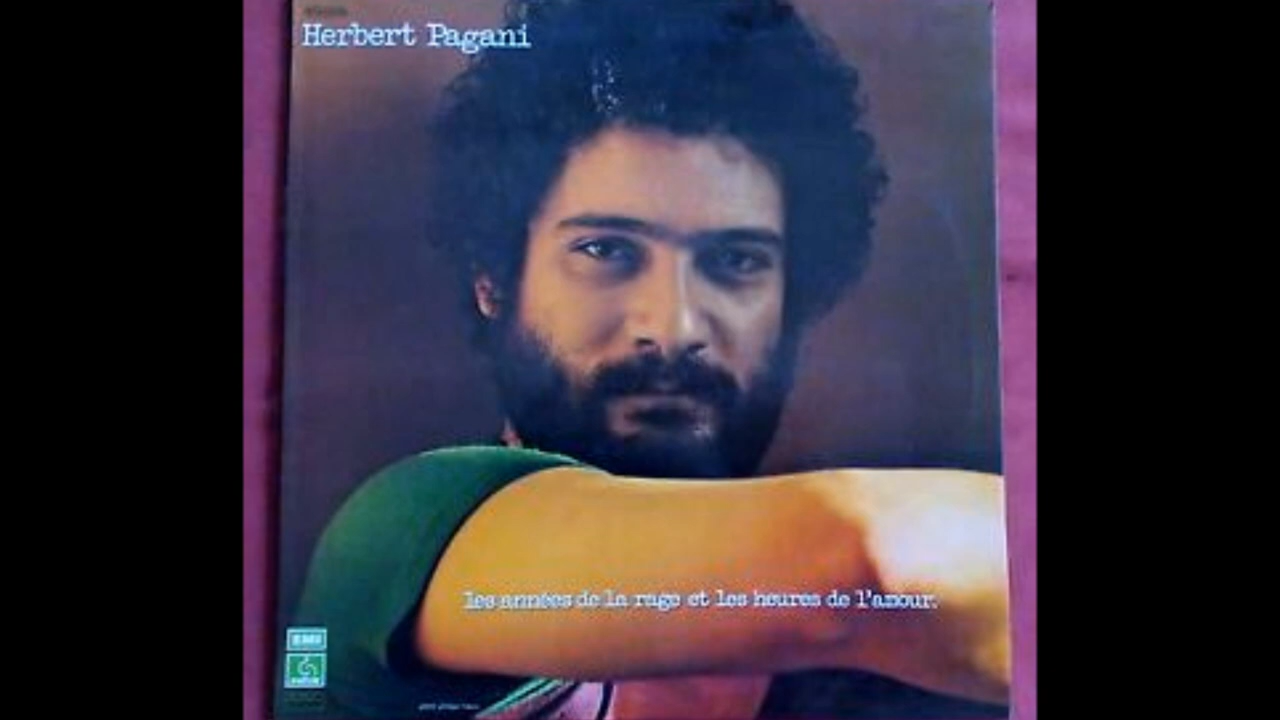 Herbert Pagani
les années de la rage et les heures de l'amour.
EMI